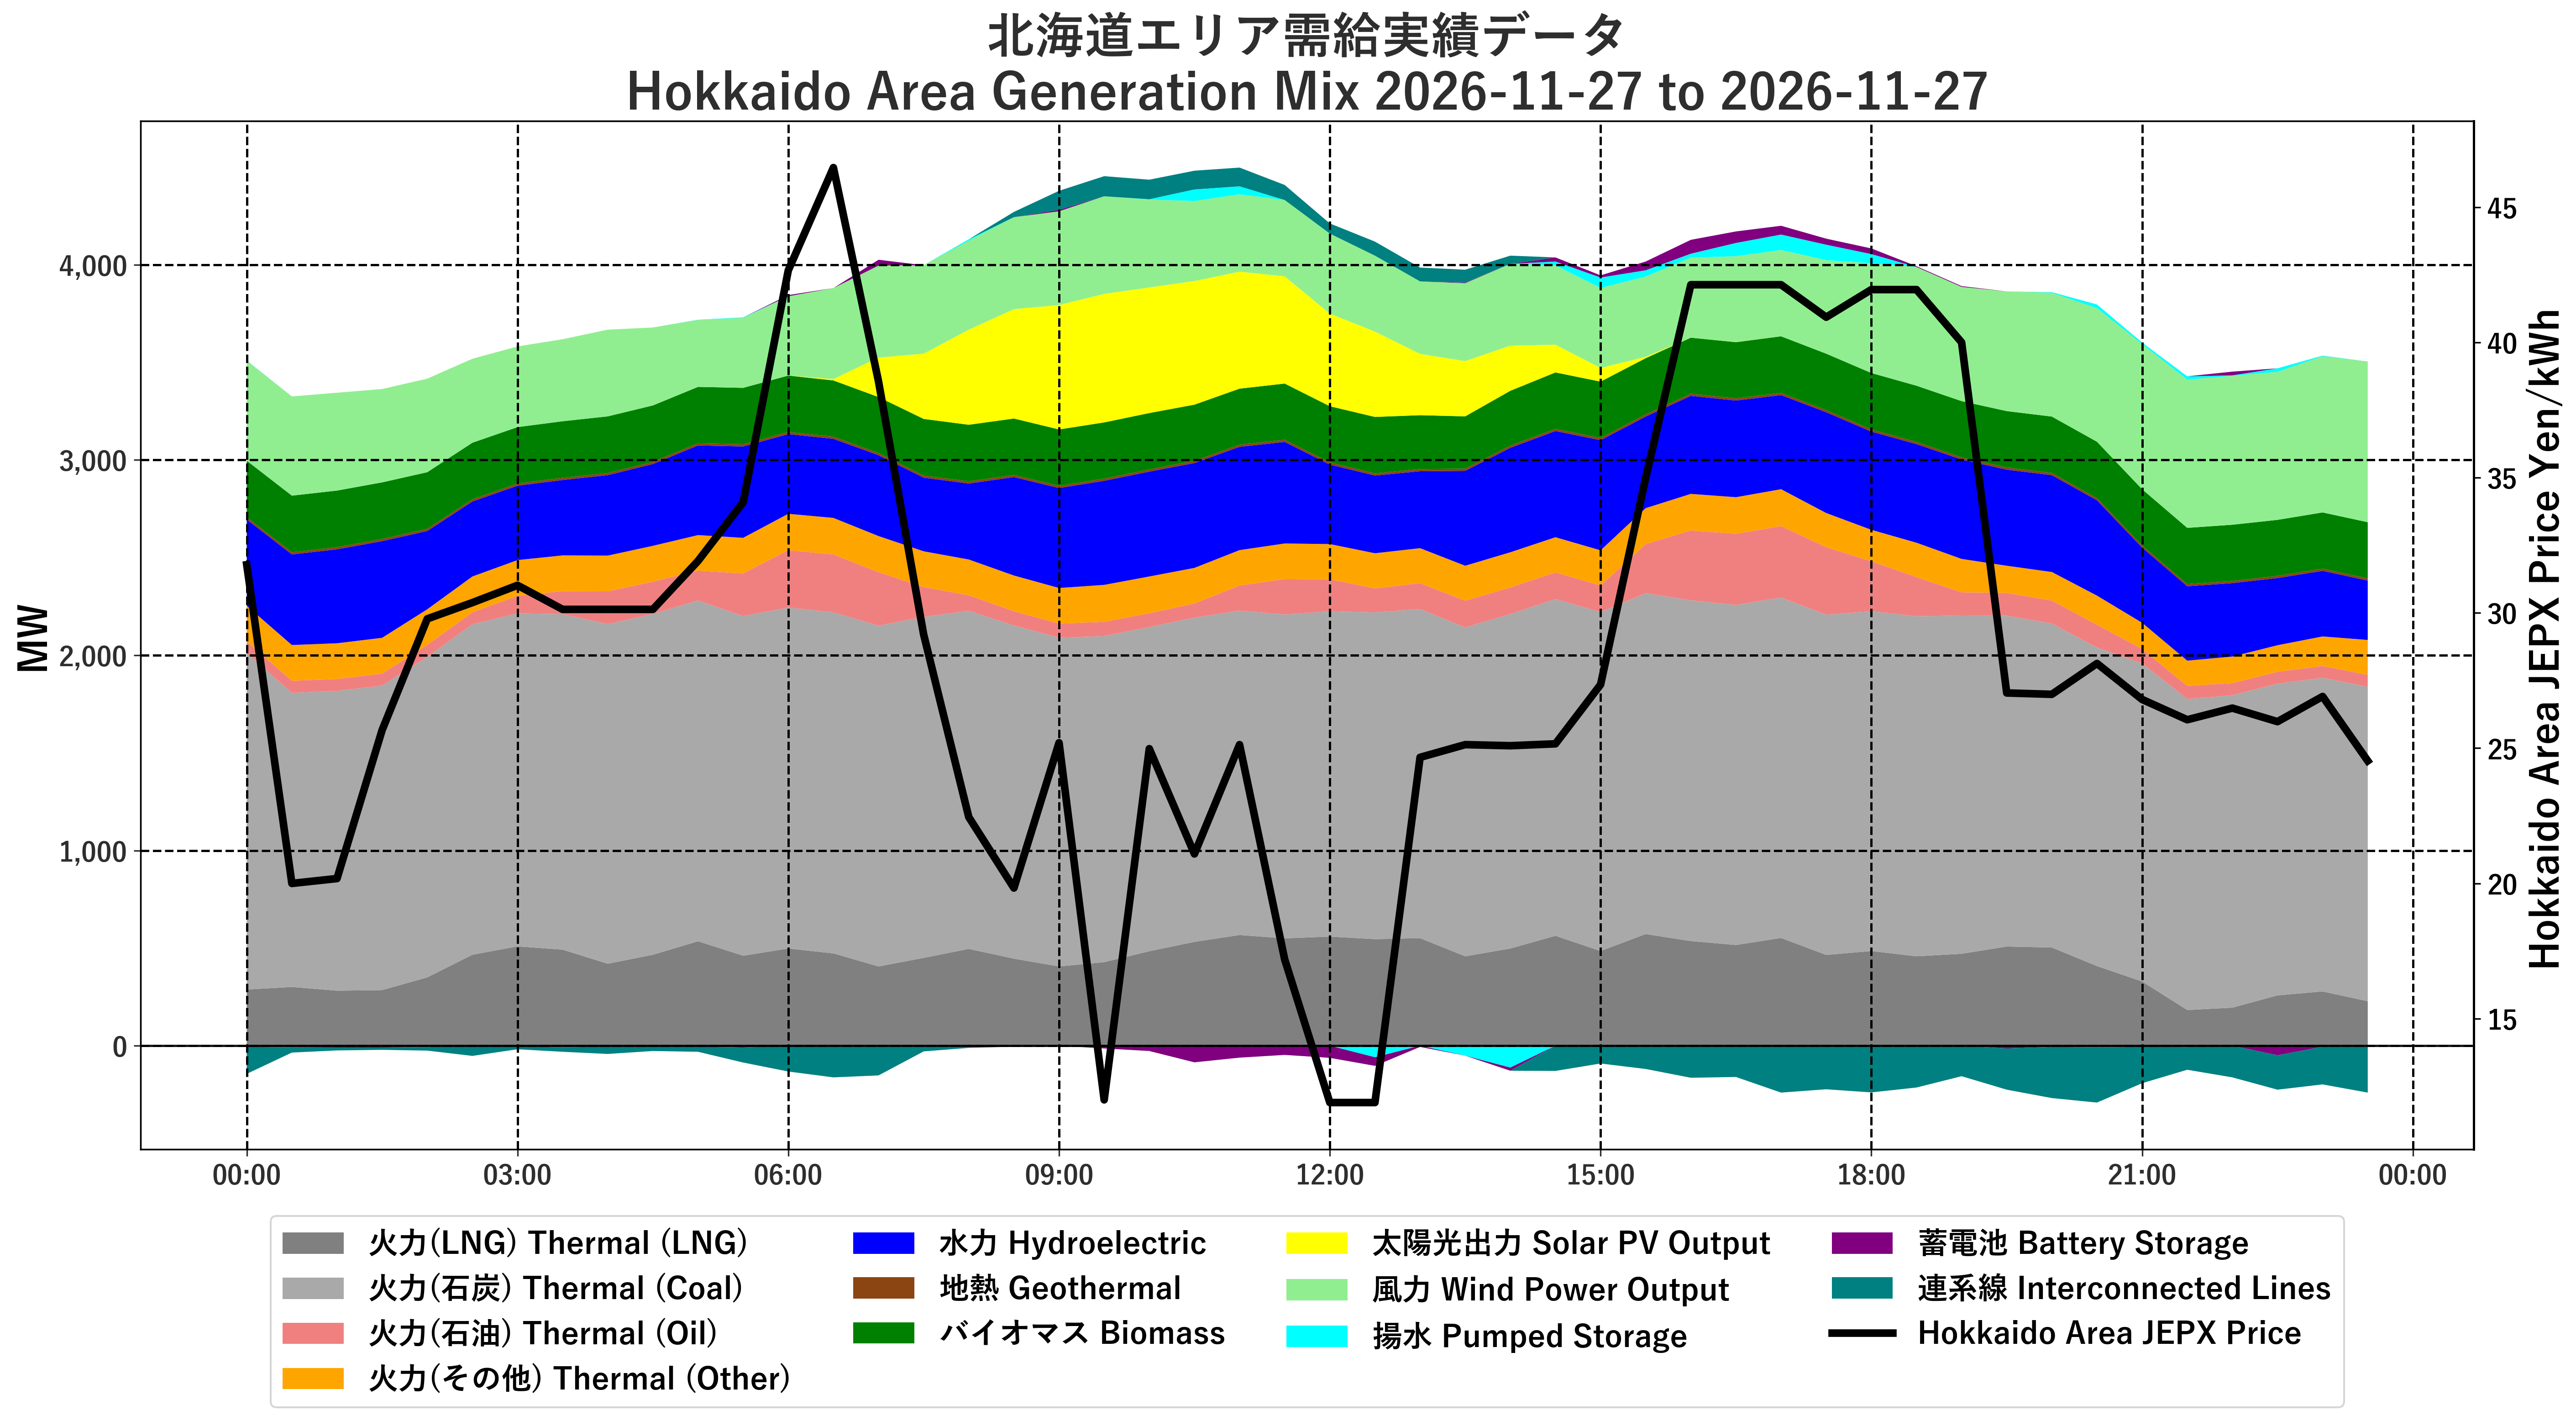 北海道エリア需給実績データ
Hokkaido Area Generation Mix 2026-11-27 to 2026-11-27
MW
4,000
3,000
2,000
1,000
0
45
40
35
30
25
20
15
Hokkaido Area JEPX Price Yen/kWh
00:00 03:00 06:00 09:00 12:00 15:00 18:00 21:00 00:00
火力(LNG) Thermal (LNG)
火力(石炭) Thermal (Coal)
火力(石油) Thermal (Oil)
火力(その他) Thermal (Other)
水力 Hydroelectric
地熱 Geothermal
バイオマス Biomass
太陽光出力 Solar PV Output
風力 Wind Power Output
揚水 Pumped Storage
蓄電池 Battery Storage
連系線 Interconnected Lines
Hokkaido Area JEPX Price